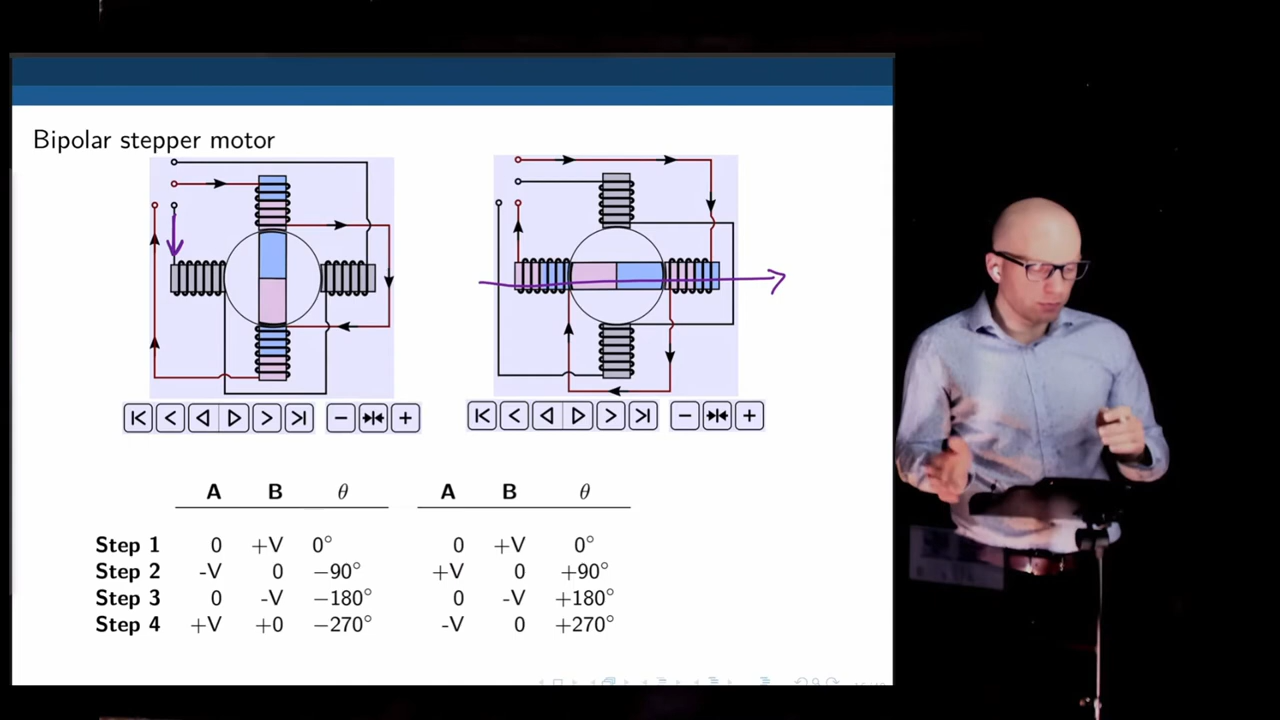 Bipolar stepper motor
A B θ A B θ
Step 1 0 +V 0° 0 +V 0°
Step 2 -V 0 −90° +V 0 +90°
Step 3 0 -V −180° 0 -V +180°
Step 4 +V +0 −270° -V 0 +270°